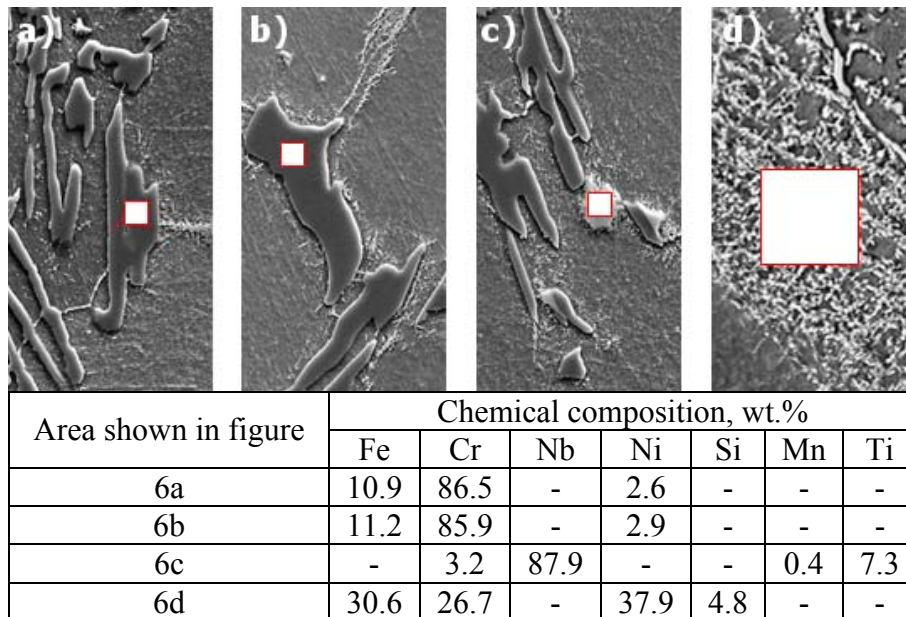 a) b) c) d)
Area shown in figure Chemical composition, wt.%
Fe Cr Nb Ni Si Mn Ti
6a 10.9 86.5 - 2.6 - - -
6b 11.2 85.9 - 2.9 - - -
6c - 3.2 87.9 - - 0.4 7.3
6d 30.6 26.7 - 37.9 4.8 - -